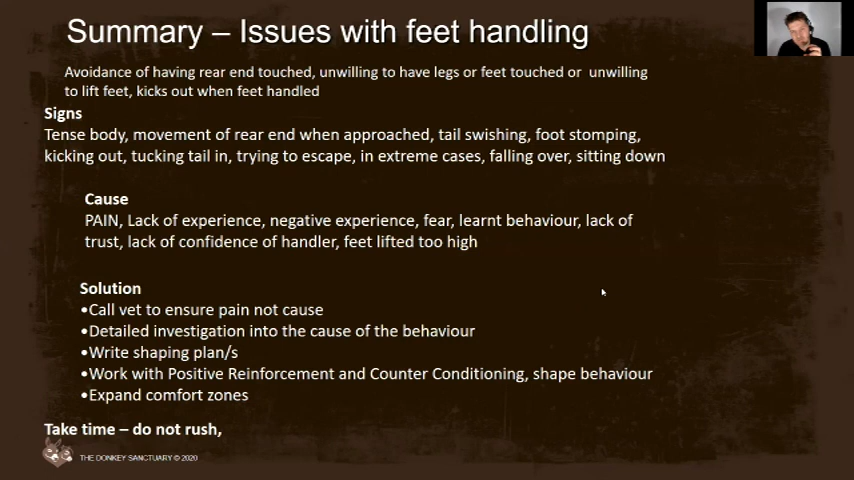 Summary – Issues with feet handling
Avoidance of having rear end touched, unwilling to have legs or feet touched or unwilling
to lift feet, kicks out when feet handled
Signs
Tense body, movement of rear end when approached, tail swishing, foot stomping,
kicking out, tucking tail in, trying to escape, in extreme cases, falling over, sitting down
Cause
PAIN, Lack of experience, negative experience, fear, learnt behaviour, lack of
trust, lack of confidence of handler, feet lifted too high
Solution
•Call vet to ensure pain not cause
•Detailed investigation into the cause of the behaviour
•Write shaping plan/s
•Work with Positive Reinforcement and Counter Conditioning, shape behaviour
•Expand comfort zones
Take time – do not rush,
THE DONKEY SANCTUARY © 2020